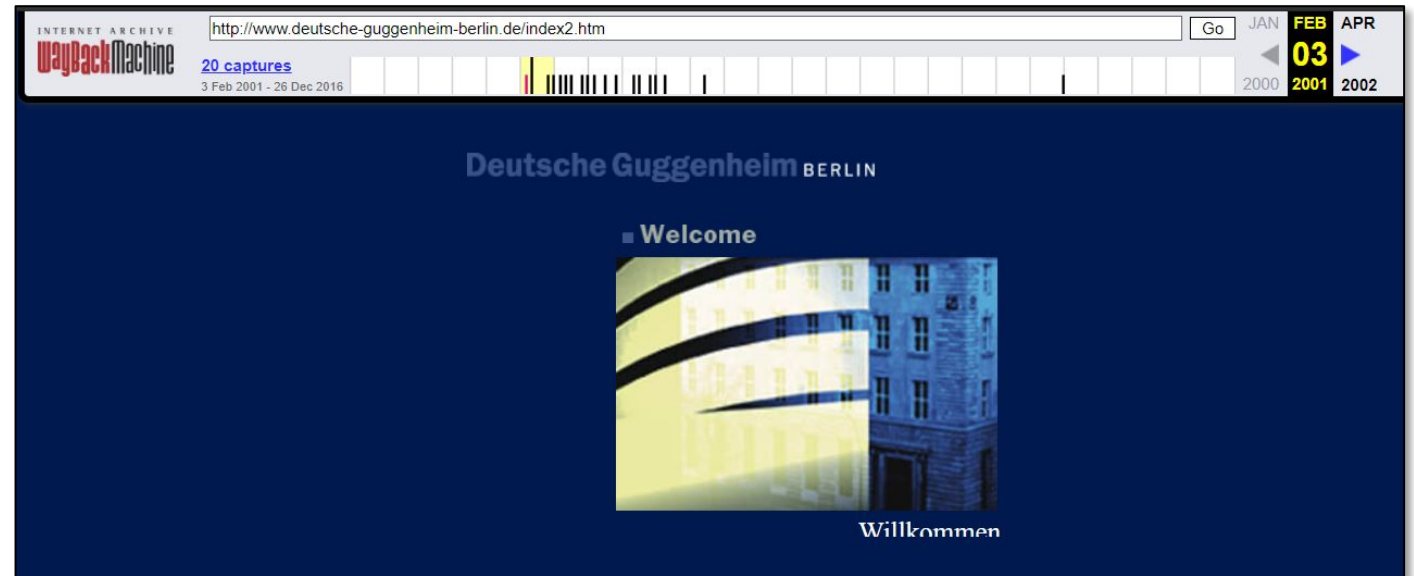 INTERNET ARCHIVE
WayBackMachine
http://www.deutsche-guggenheim-berlin.de/index2.htm
Go
20 captures
3 Feb 2001 - 26 Dec 2016
JAN FEB APR
03
2000 2001 2002
Deutsche Guggenheim BERLIN
Welcome
Willkommen